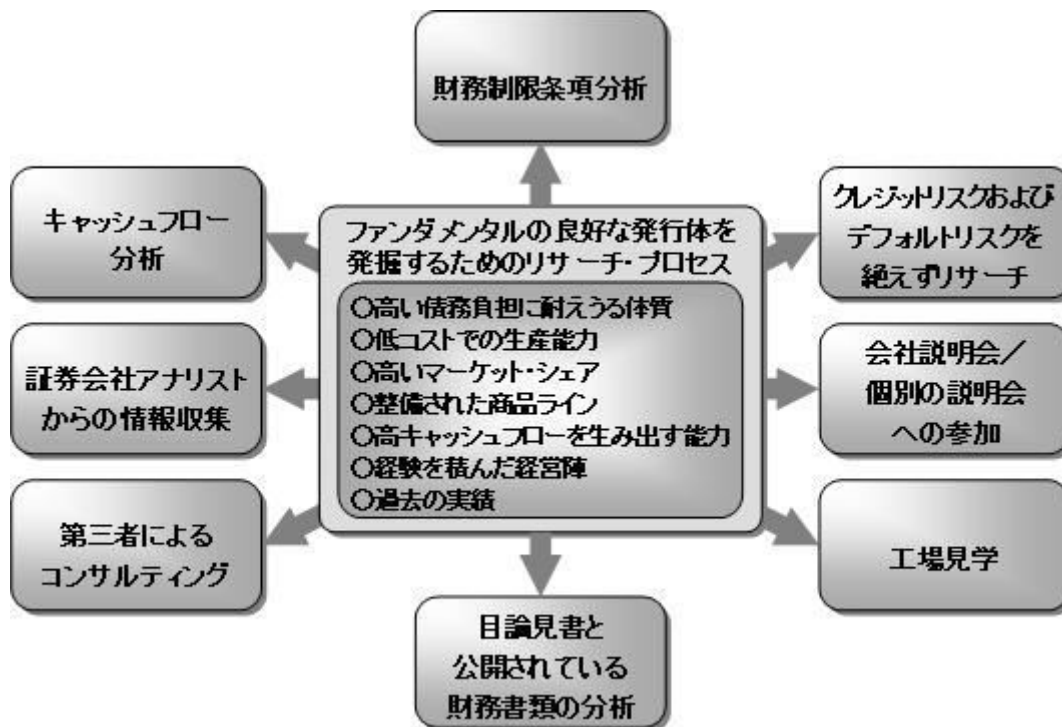 財務制限条項分析
キャッシュフロー
分析
クレジットリスクおよび
デフォルトリスクを
絶えずリサーチ
ファンダメンタルの良好な発行体を
発掘するためのリサーチ・プロセス
○高い債務負担に耐えうる体質
○低コストでの生産能力
○高いマーケット・シェア
○整備された商品ライン
○高キャッシュフローを生み出す能力
○経験を積んだ経営陣
○過去の実績
証券会社アナリスト
からの情報収集
会社説明会／
個別の説明会
への参加
第三者による
コンサルティング
工場見学
目論見書と
公開されている
財務書類の分析